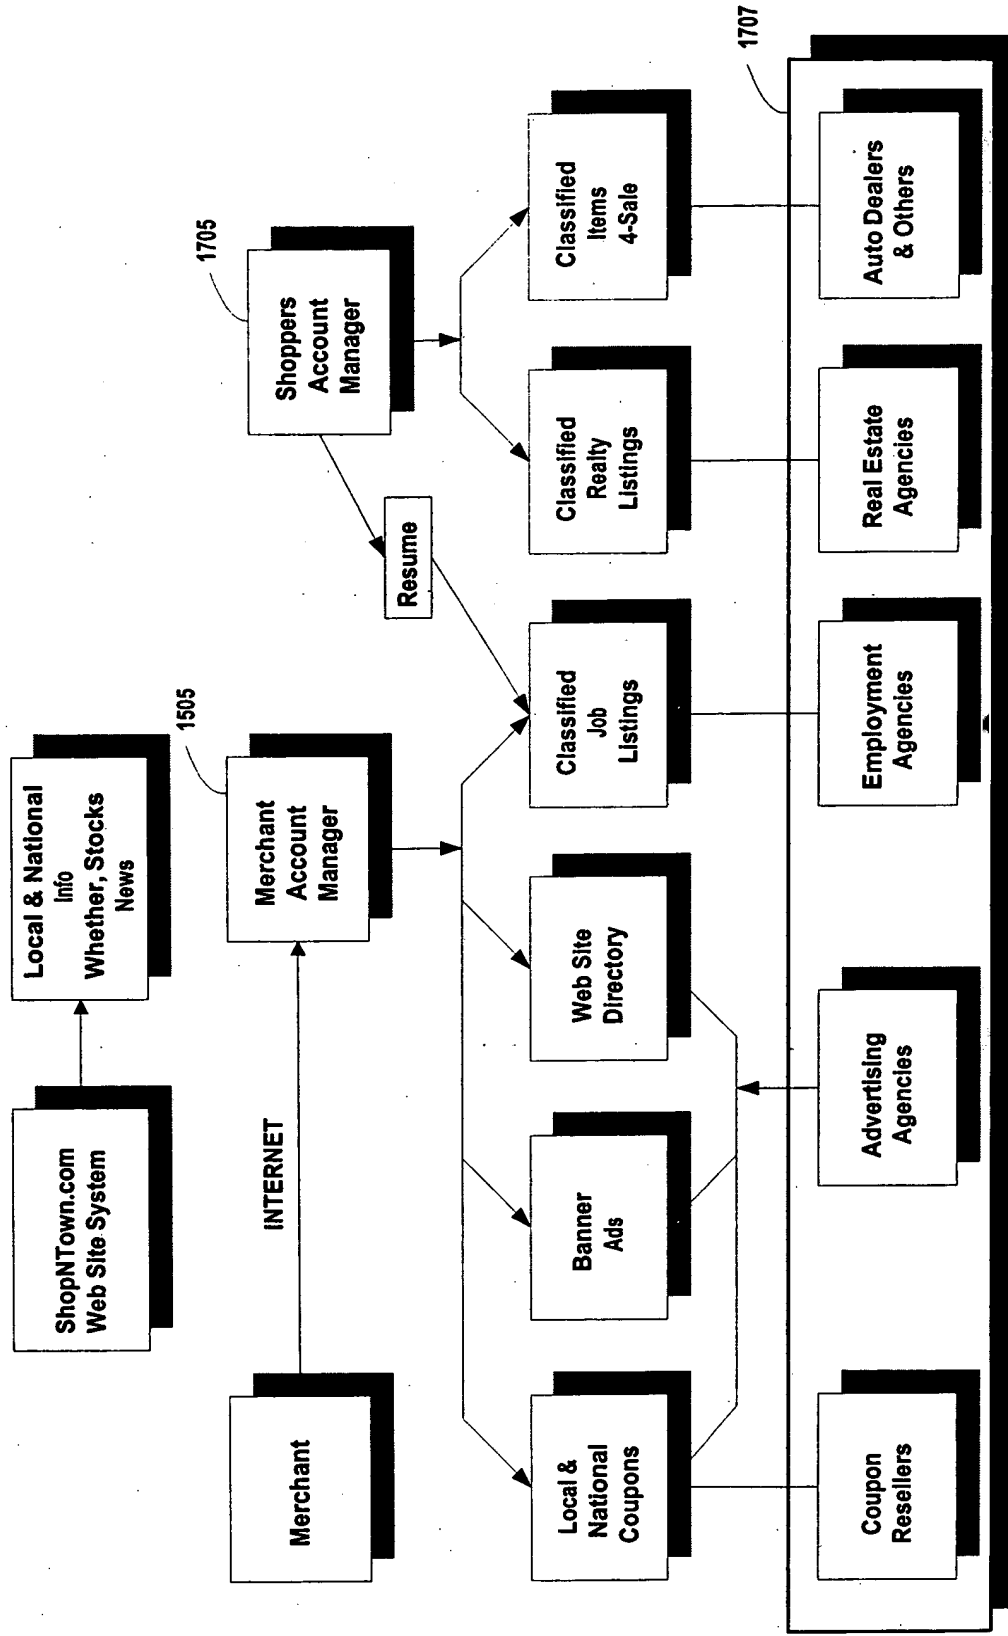 ShopNTown.com
Web Site System
Local & National
Info
Whether, Stocks
News
Merchant
INTERNET
Merchant
Account
Manager
1505
Shoppers
Account
Manager
1705
Resume
Local &
National
Coupons
Banner
Ads
Web Site
Directory
Classified
Job
Listings
Classified
Realty
Listings
Classified
Items
4-Sale
1707
Coupon
Resellers
Advertising
Agencies
Employment
Agencies
Real Estate
Agencies
Auto Dealers
& Others